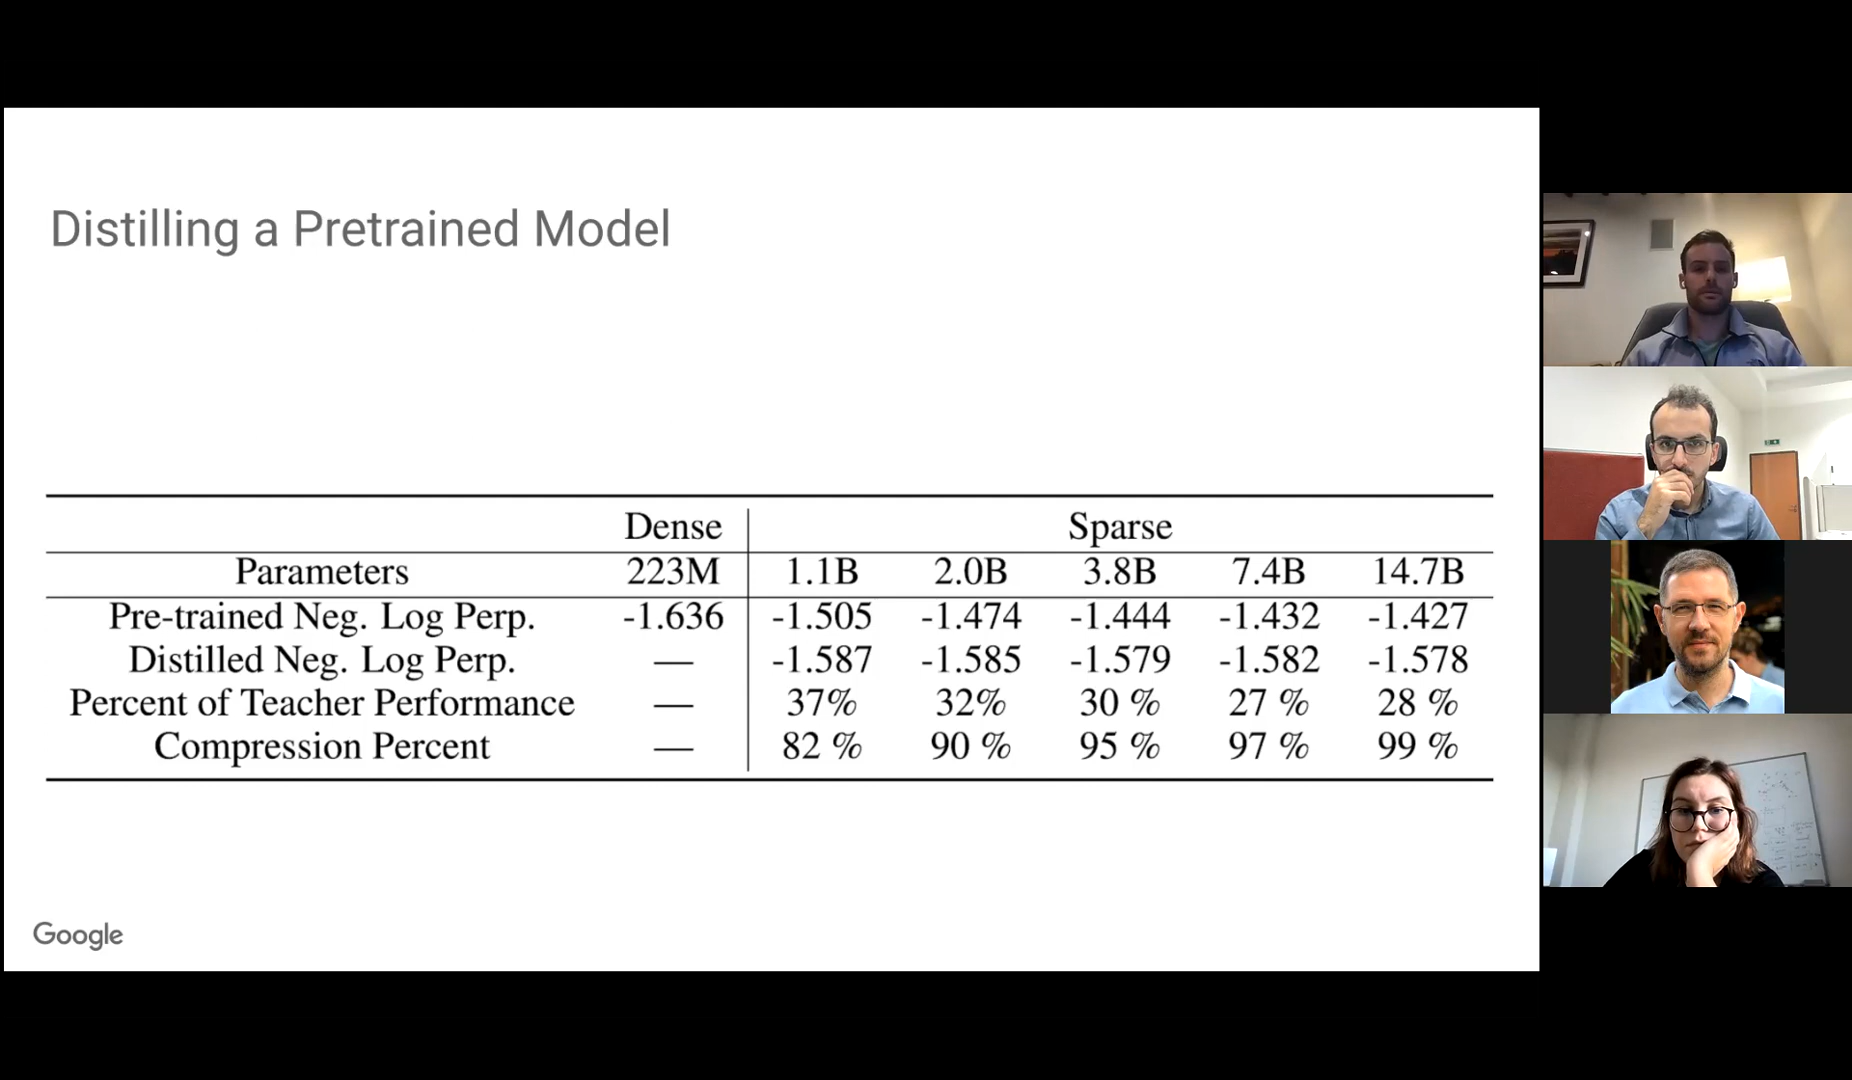 Distilling a Pretrained Model
Dense Sparse
Parameters 223M 1.1B 2.0B 3.8B 7.4B 14.7B
Pre-trained Neg. Log Perp. -1.636 -1.505 -1.474 -1.444 -1.432 -1.427
Distilled Neg. Log Perp. — -1.587 -1.585 -1.579 -1.582 -1.578
Percent of Teacher Performance — 37% 32% 30 % 27 % 28 %
Compression Percent — 82 % 90 % 95 % 97 % 99 %
Google